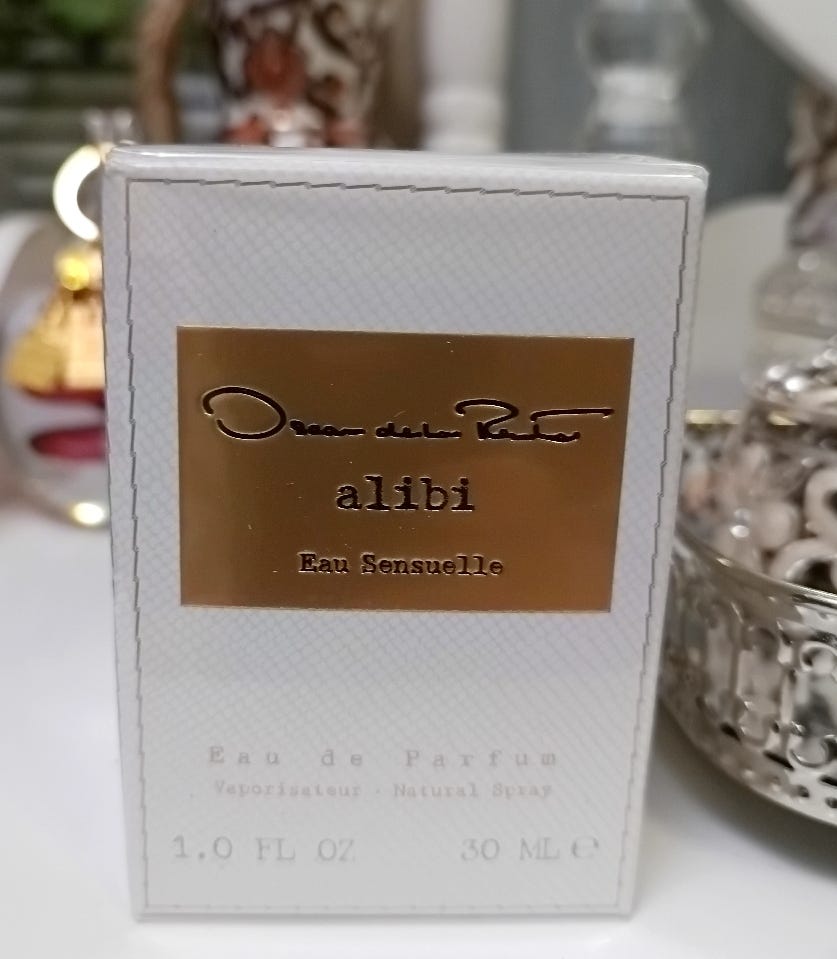 Oscar de la Renta
alibi
Eau Sensuelle
Eau de Parfum
Vaporisateur · Natural Spray
1.0 FL OZ 30 ML ℮